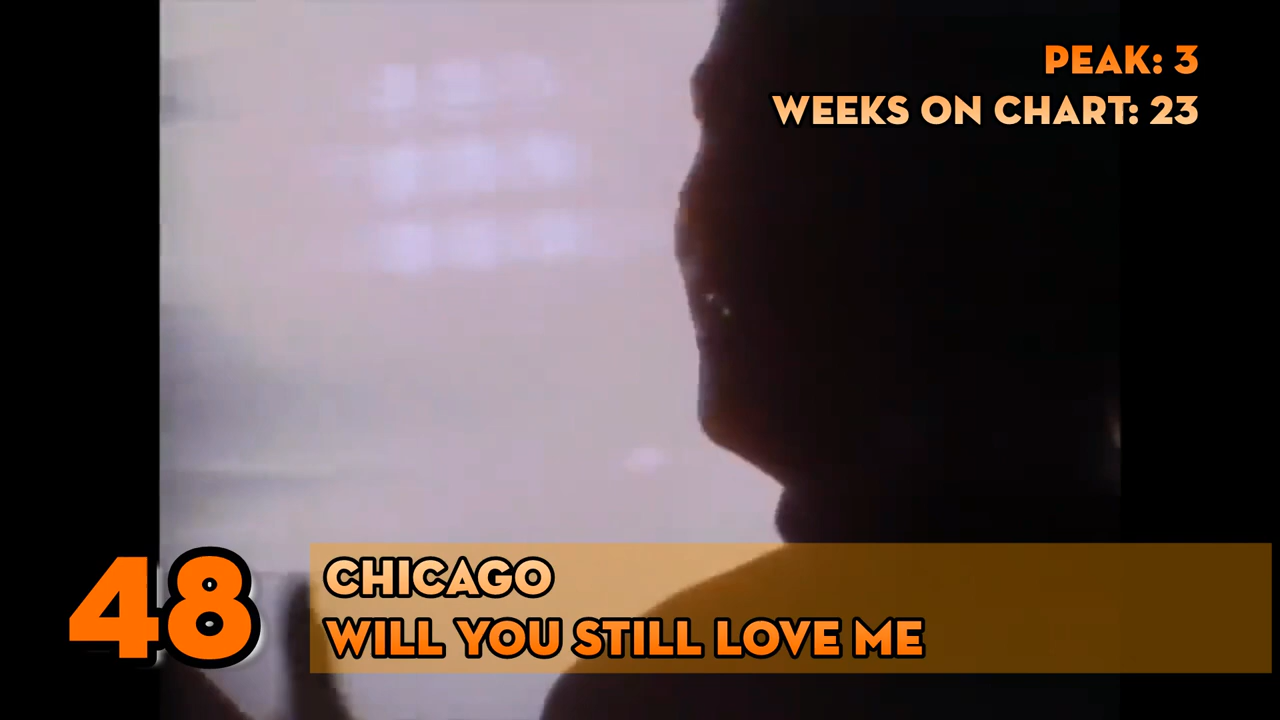 PEAK: 3
WEEKS ON CHART: 23
48
CHICAGO
WILL YOU STILL LOVE ME